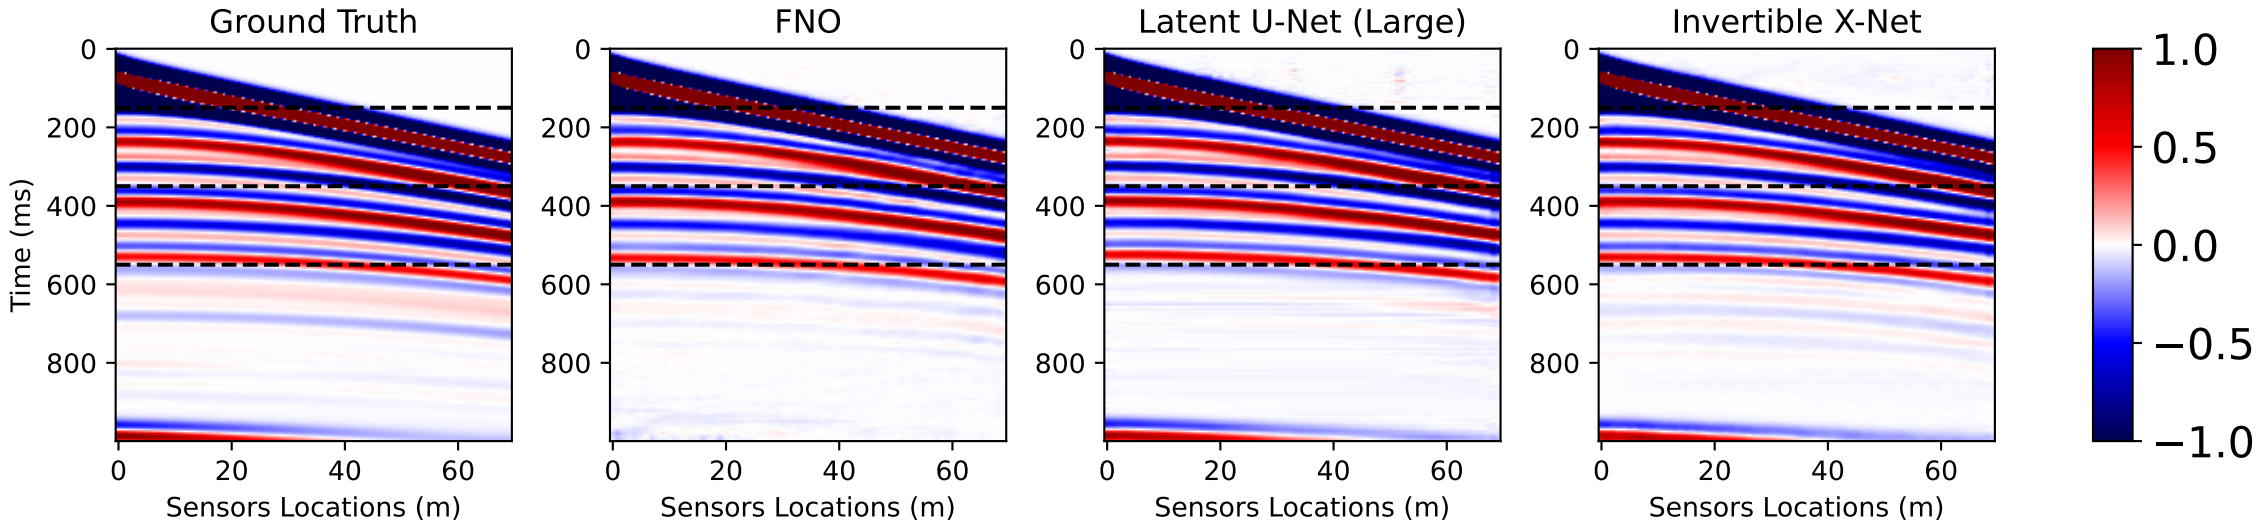 Ground Truth
FNO
Latent U-Net (Large)
Invertible X-Net
Time (ms)
0
200
400
600
800
0
200
400
600
800
0
200
400
600
800
0
200
400
600
800
0 20 40 60
0 20 40 60
0 20 40 60
0 20 40 60
Sensors Locations (m)
Sensors Locations (m)
Sensors Locations (m)
Sensors Locations (m)
1.0
0.5
0.0
−0.5
−1.0